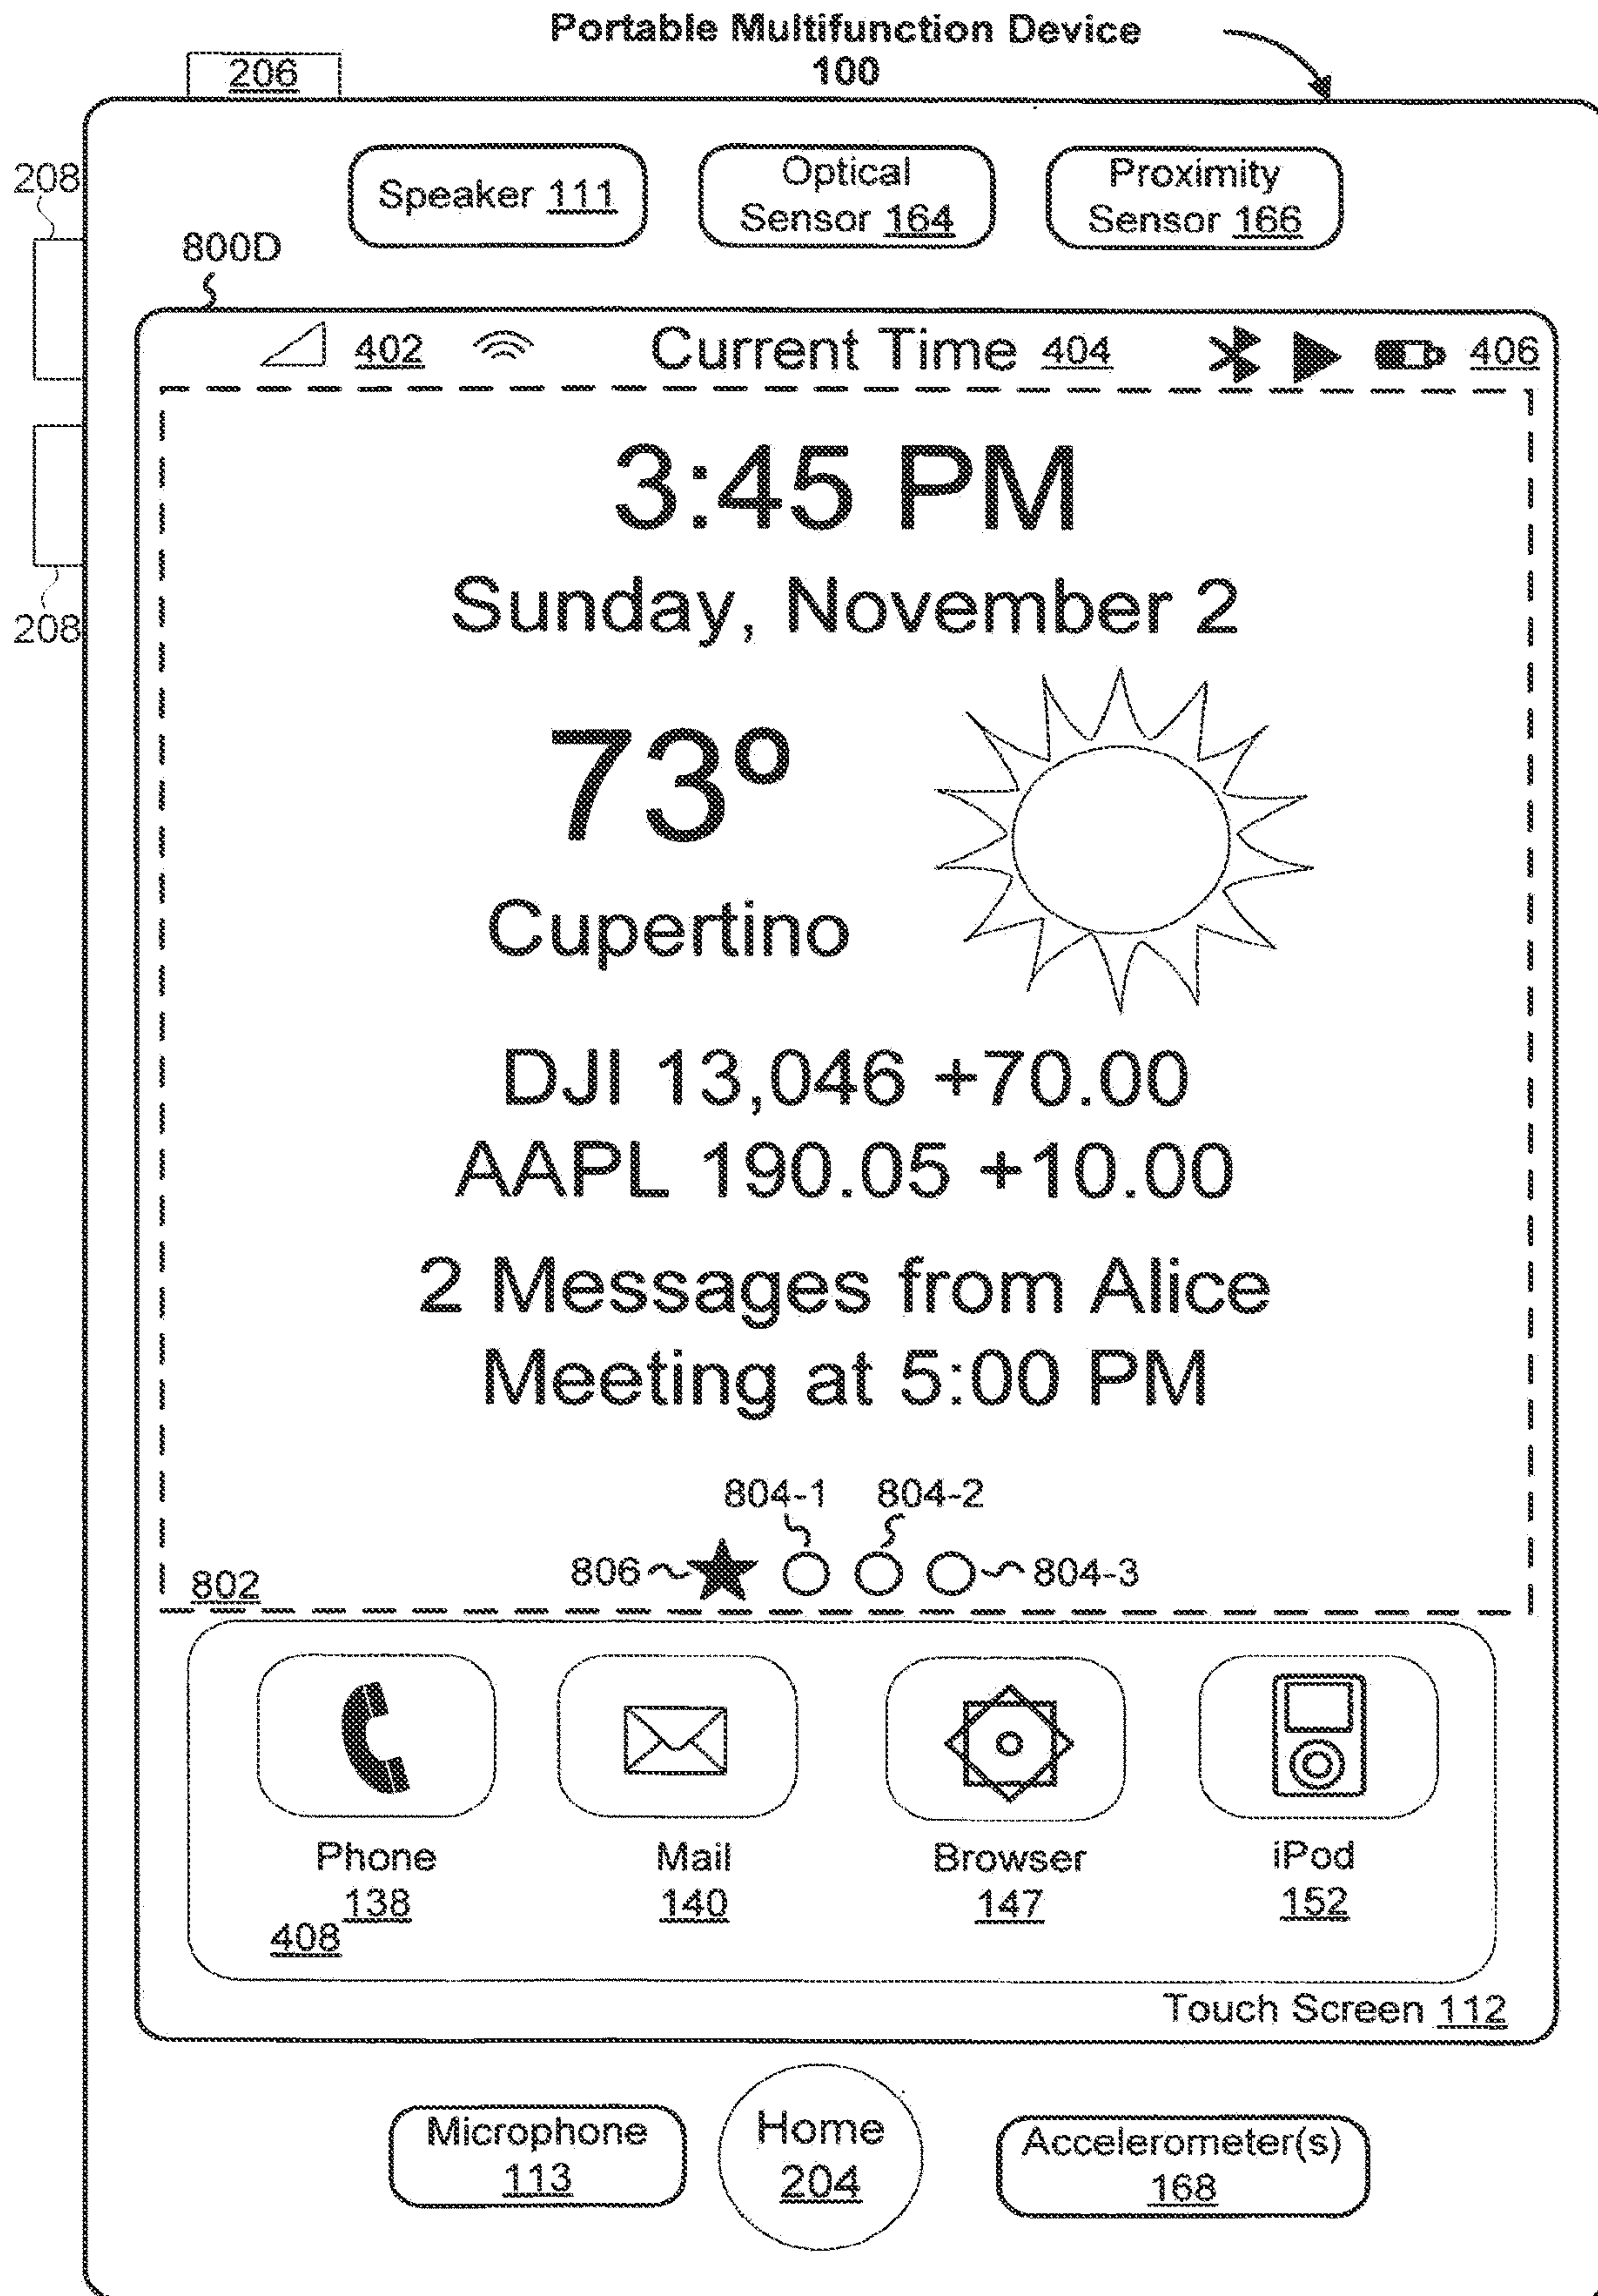 Portable Multifunction Device
100
206
208
Speaker 111
Optical
Sensor 164
Proximity
Sensor 166
800D
402
Current Time 404
406
3:45 PM
208
Sunday, November 2
73º
Cupertino
DJI 13,046 +70.00
AAPL 190.05 +10.00
2 Messages from Alice
Meeting at 5:00 PM
804-1 804-2
806
804-3
802
Phone
138
Mail
140
Browser
147
iPod
152
408
Touch Screen 112
Microphone
113
Home
204
Accelerometer(s)
168